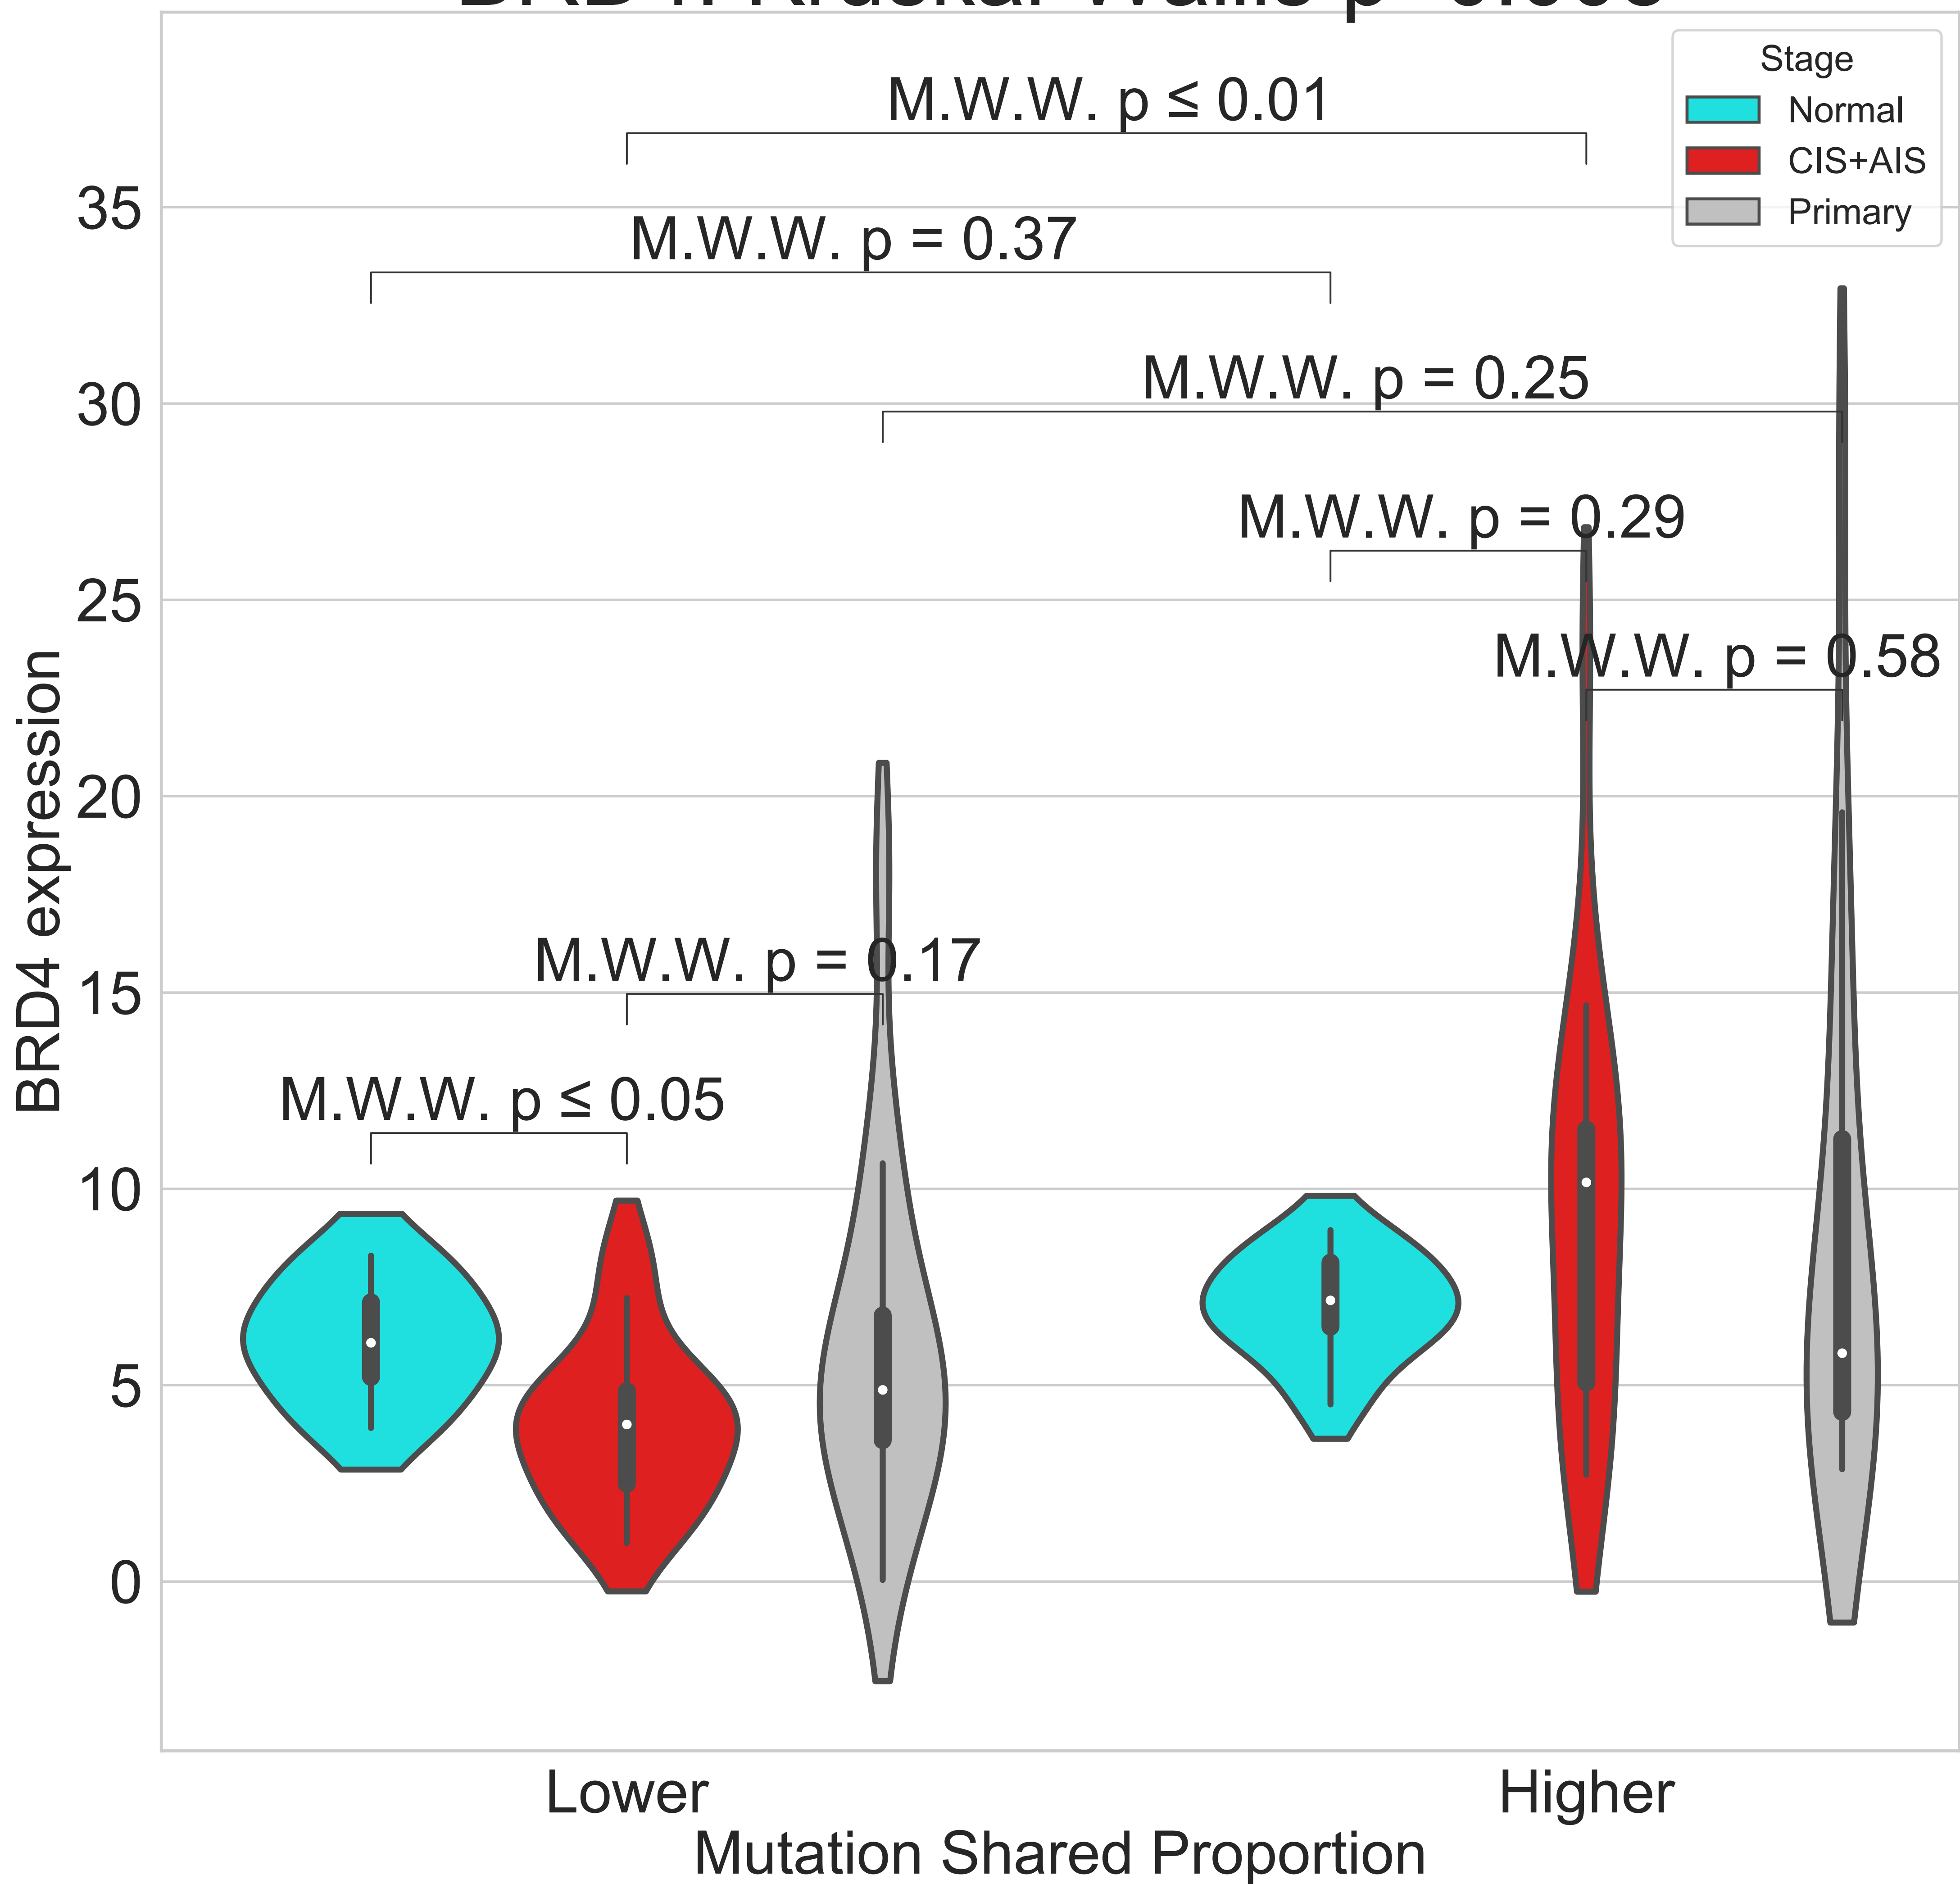 Stage
Normal
CIS+AIS
Primary
M.W.W. p ≤ 0.01
M.W.W. p = 0.37
M.W.W. p = 0.25
M.W.W. p = 0.29
M.W.W. p = 0.58
M.W.W. p = 0.17
M.W.W. p ≤ 0.05
35
30
25
20
15
10
5
0
BRD4 expression
Lower
Higher
Mutation Shared Proportion